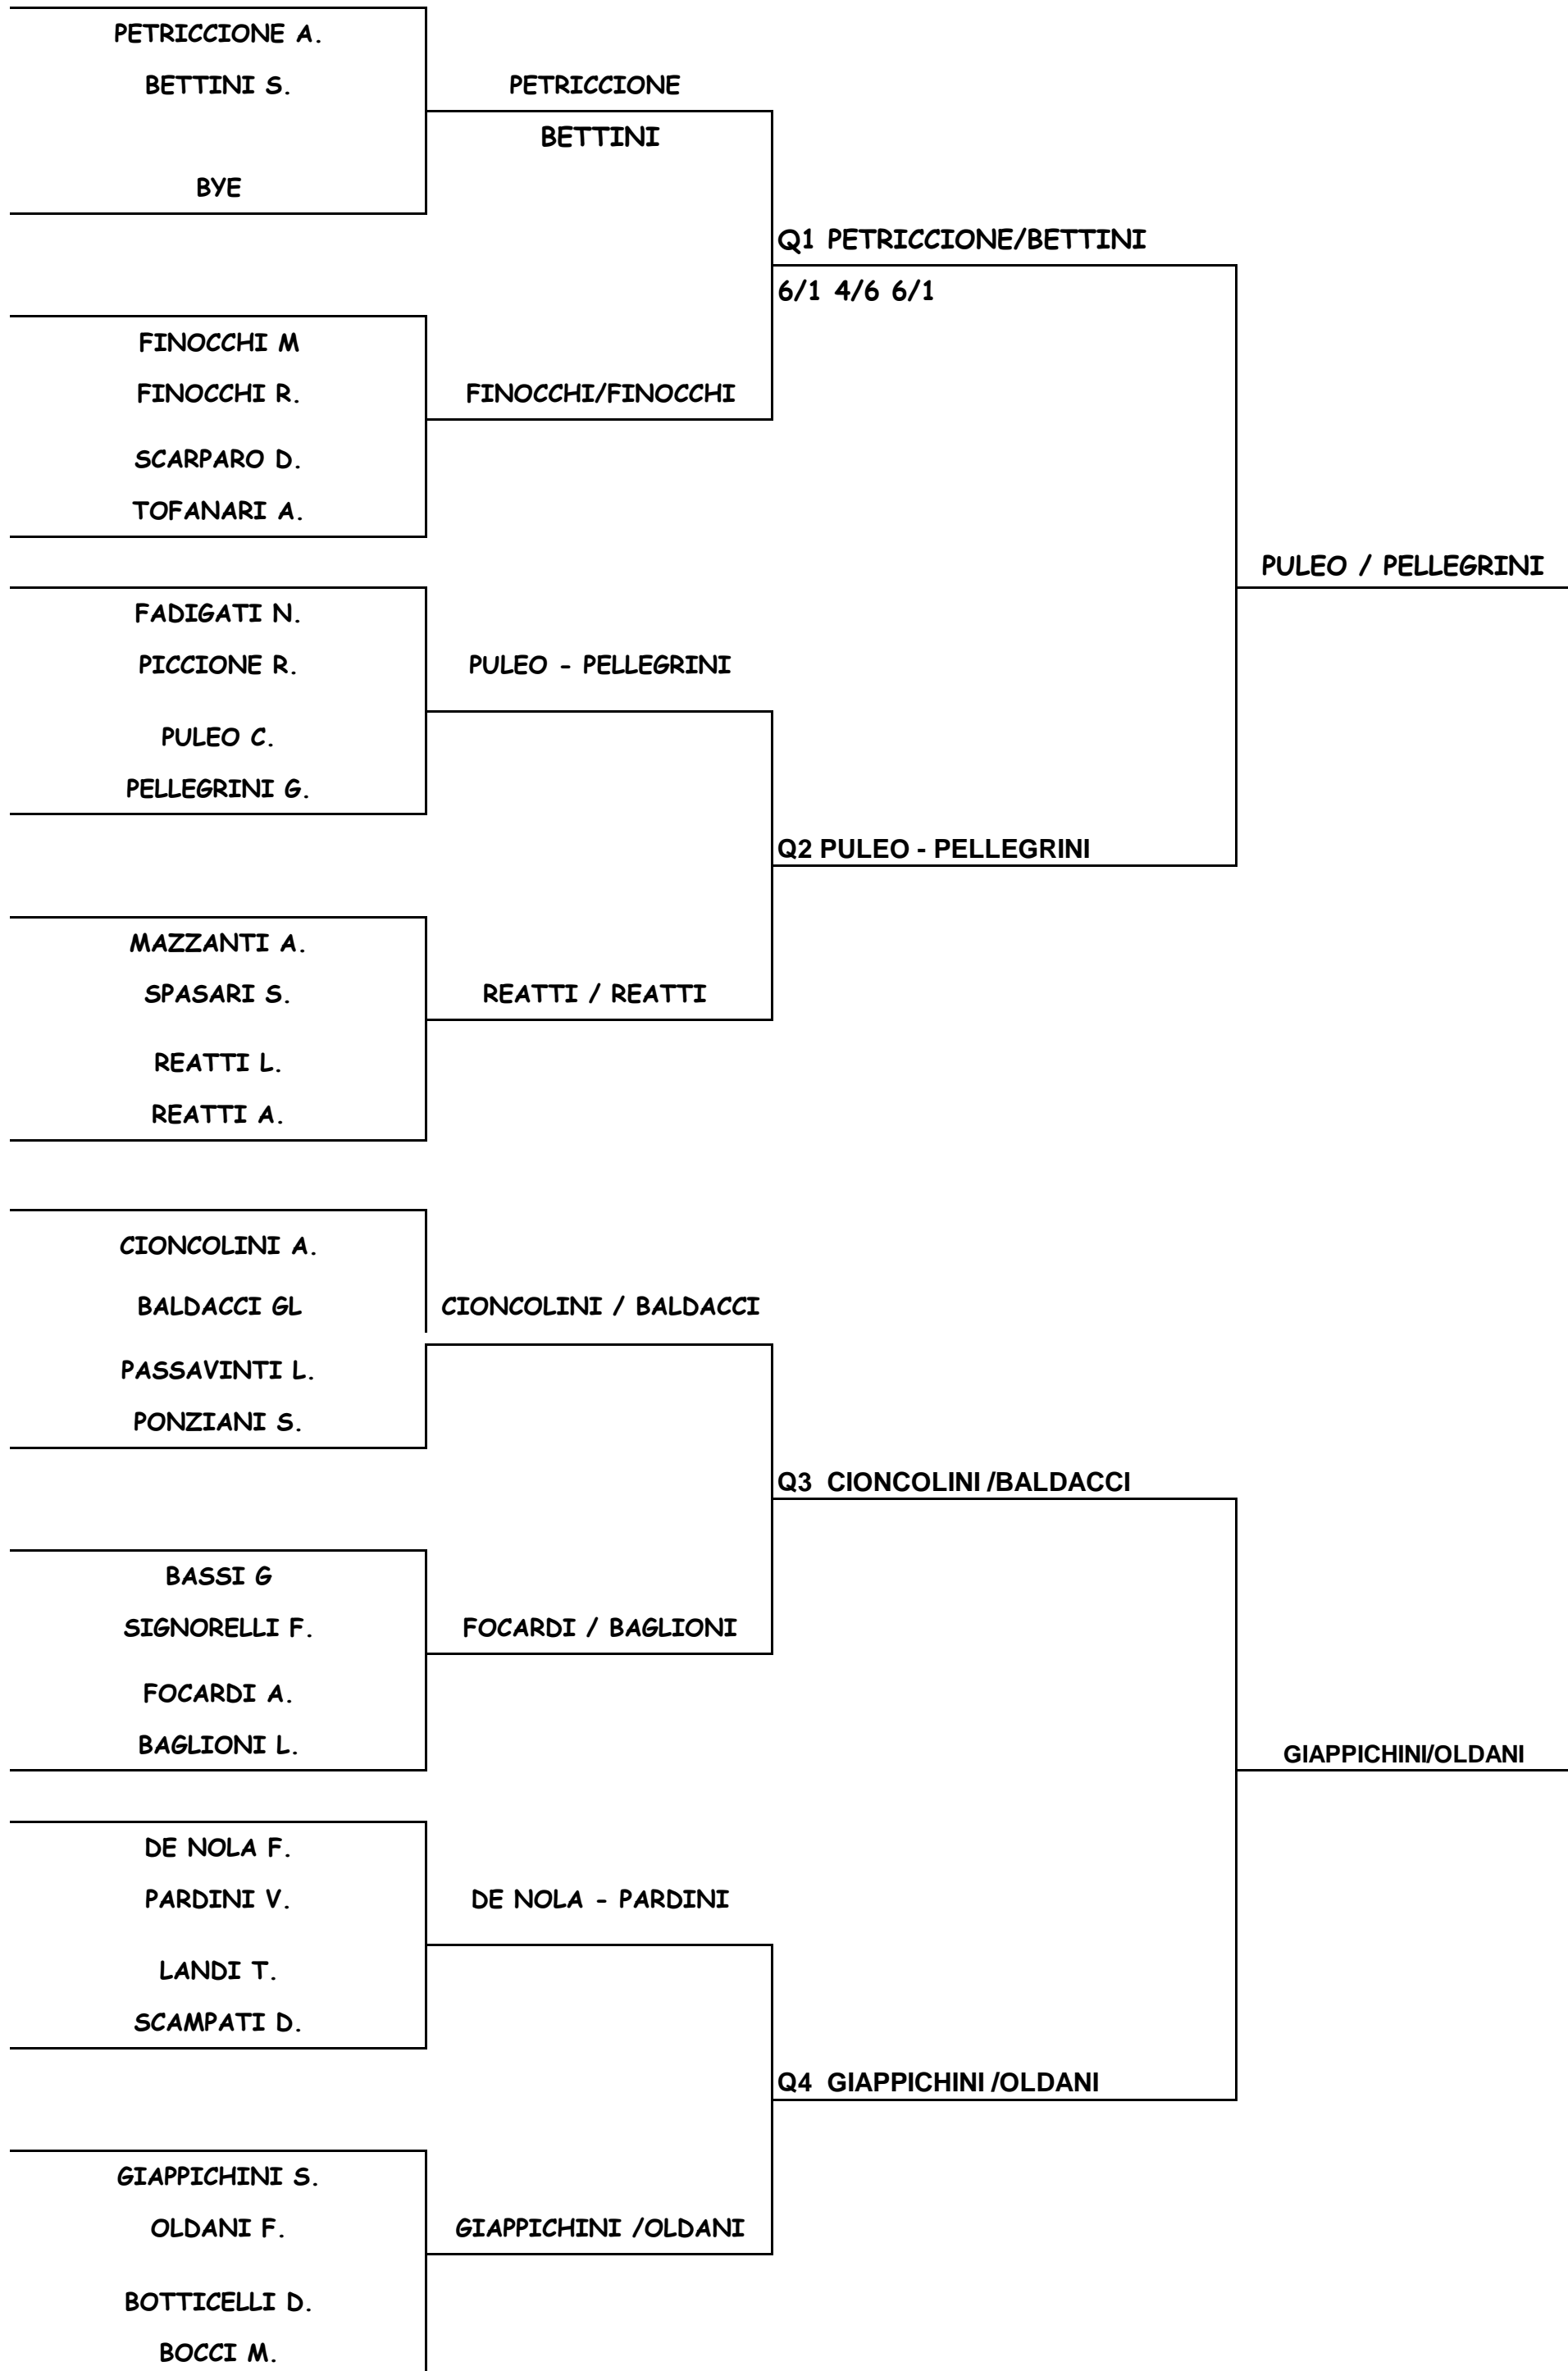 PETRICCIONE A.
BETTINI S.
PETRICCIONE
BETTINI
BYE
Q1 PETRICCIONE/BETTINI
6/1 4/6 6/1
FINOCCHI M
FINOCCHI R.
FINOCCHI/FINOCCHI
SCARPARO D.
TOFANARI A.
PULEO / PELLEGRINI
FADIGATI N.
PICCIONE R.
PULEO - PELLEGRINI
PULEO C.
PELLEGRINI G.
Q2 PULEO - PELLEGRINI
MAZZANTI A.
SPASARI S.
REATTI / REATTI
REATTI L.
REATTI A.
CIONCOLINI A.
BALDACCI GL
CIONCOLINI / BALDACCI
PASSAVINTI L.
PONZIANI S.
Q3 CIONCOLINI /BALDACCI
BASSI G
SIGNORELLI F.
FOCARDI / BAGLIONI
FOCARDI A.
BAGLIONI L.
GIAPPICHINI/OLDANI
DE NOLA F.
PARDINI V.
DE NOLA - PARDINI
LANDI T.
SCAMPATI D.
Q4 GIAPPICHINI /OLDANI
GIAPPICHINI S.
OLDANI F.
GIAPPICHINI /OLDANI
BOTTICELLI D.
BOCCI M.